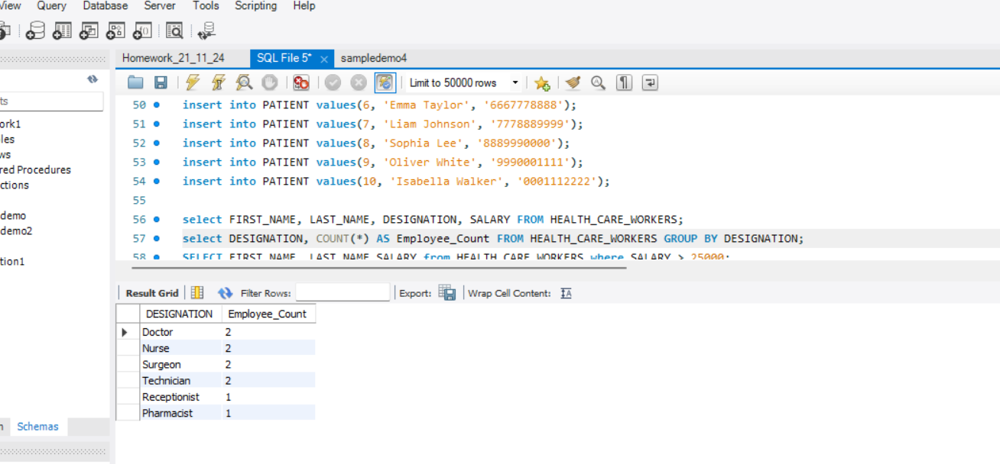 View Query Database Server Tools Scripting Help
Homework_21_11_24 SQL File 5* × sampledemo4
Limit to 50000 rows
ts
50 insert into PATIENT values(6, 'Emma Taylor', '6667778888');
51 insert into PATIENT values(7, 'Liam Johnson', '7778889999');
52 insert into PATIENT values(8, 'Sophia Lee', '8889990000');
53 insert into PATIENT values(9, 'Oliver White', '9990001111');
54 insert into PATIENT values(10, 'Isabella Walker', '0001112222');
55
56 select FIRST_NAME, LAST_NAME, DESIGNATION, SALARY FROM HEALTH_CARE_WORKERS;
57 select DESIGNATION, COUNT(*) AS Employee_Count FROM HEALTH_CARE_WORKERS GROUP BY DESIGNATION;
58 SELECT FIRST_NAME, LAST_NAME SALARY from HEALTH_CARE_WORKERS where SALARY > 25000;
ork1
les
ws
red Procedures
ctions
demo
demo2
tion1
Schemas
Result Grid Filter Rows: Export: Wrap Cell Content: IA
DESIGNATION Employee_Count
Doctor 2
Nurse 2
Surgeon 2
Technician 2
Receptionist 1
Pharmacist 1